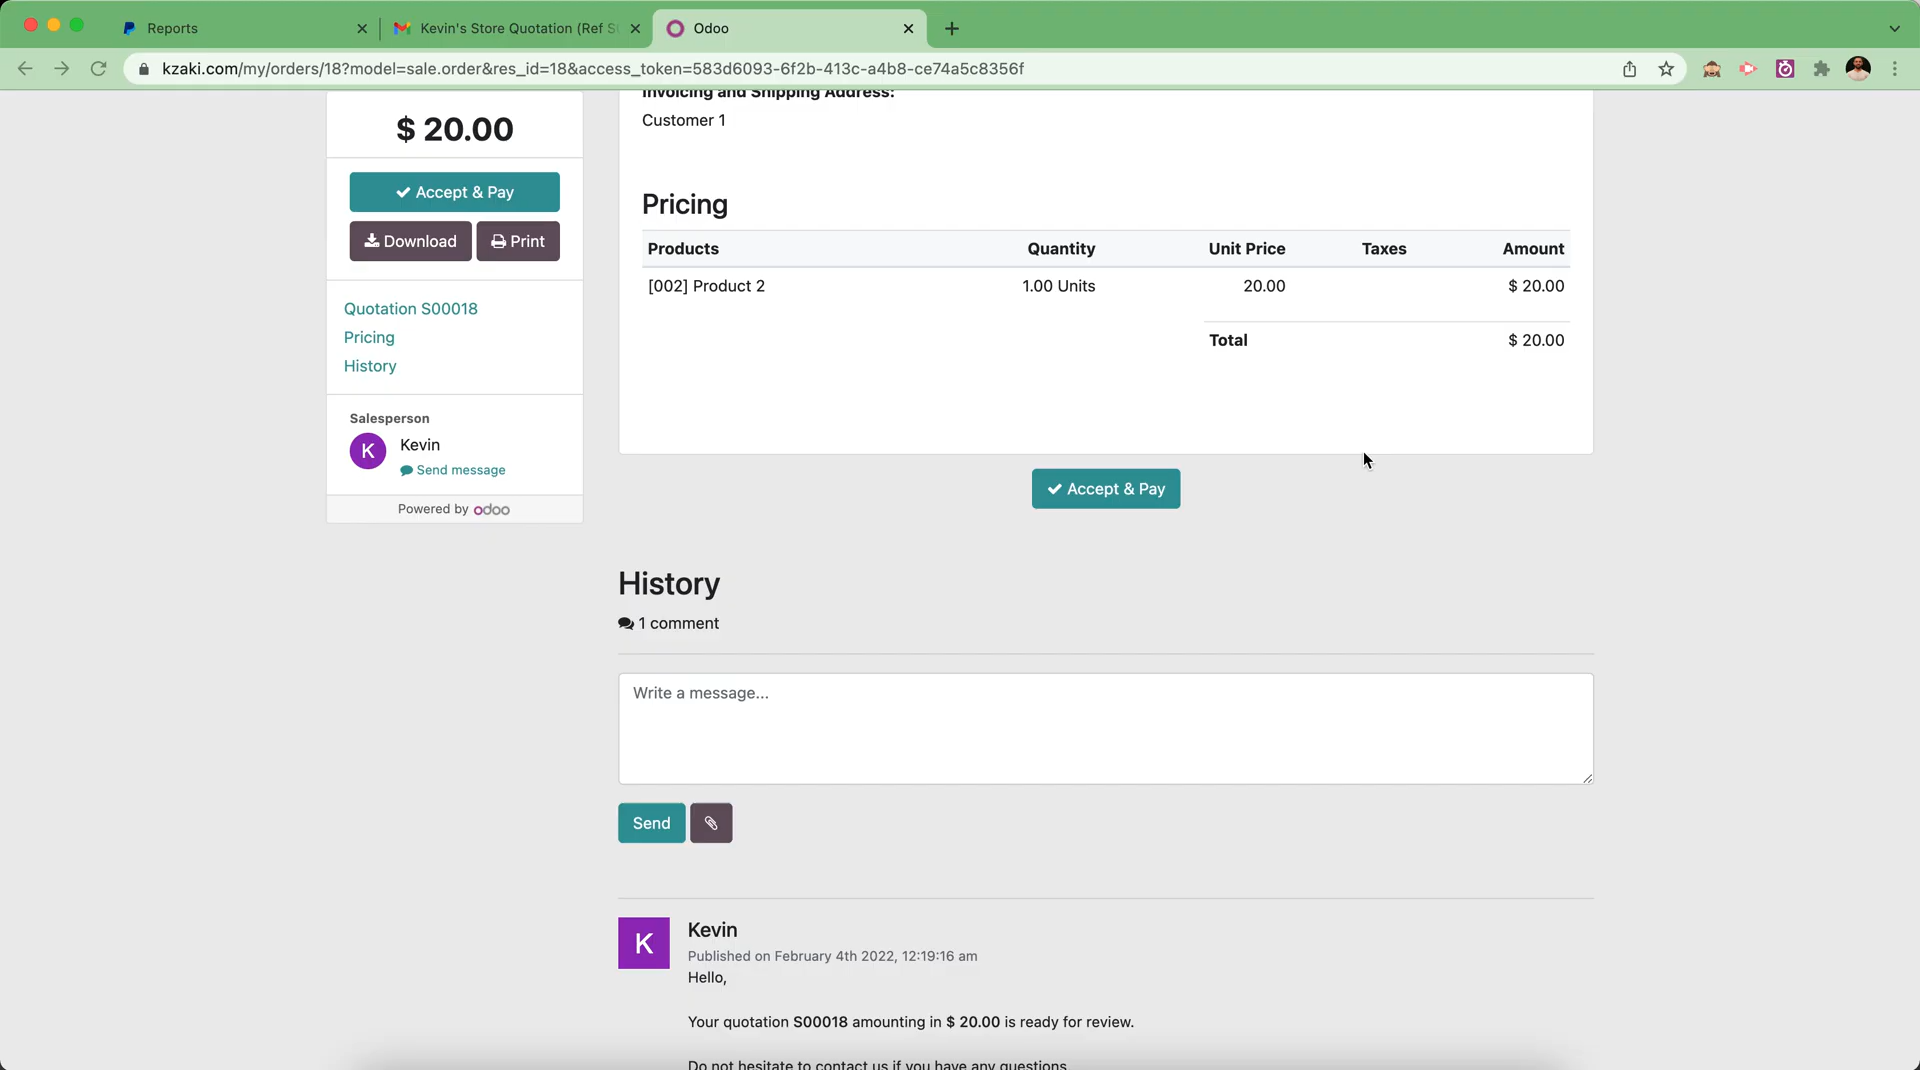 Reports
Kevin's Store Quotation (Ref S
Odoo
kzaki.com/my/orders/18?model=sale.order&res_id=18&access_token=583d6093-6f2b-413c-a4b8-ce74a5c8356f
$ 20.00
Accept & Pay
Download
Print
Quotation S00018
Pricing
History
Salesperson
K
Kevin
Send message
Powered by odoo
Invoicing and Shipping Address:
Customer 1
Pricing
Products Quantity Unit Price Taxes Amount
[002] Product 2 1.00 Units 20.00 $ 20.00
Total $ 20.00
Accept & Pay
History
1 comment
Write a message...
Send
K
Kevin
Published on February 4th 2022, 12:19:16 am
Hello,
Your quotation S00018 amounting in $ 20.00 is ready for review.
Do not hesitate to contact us if you have any questions.